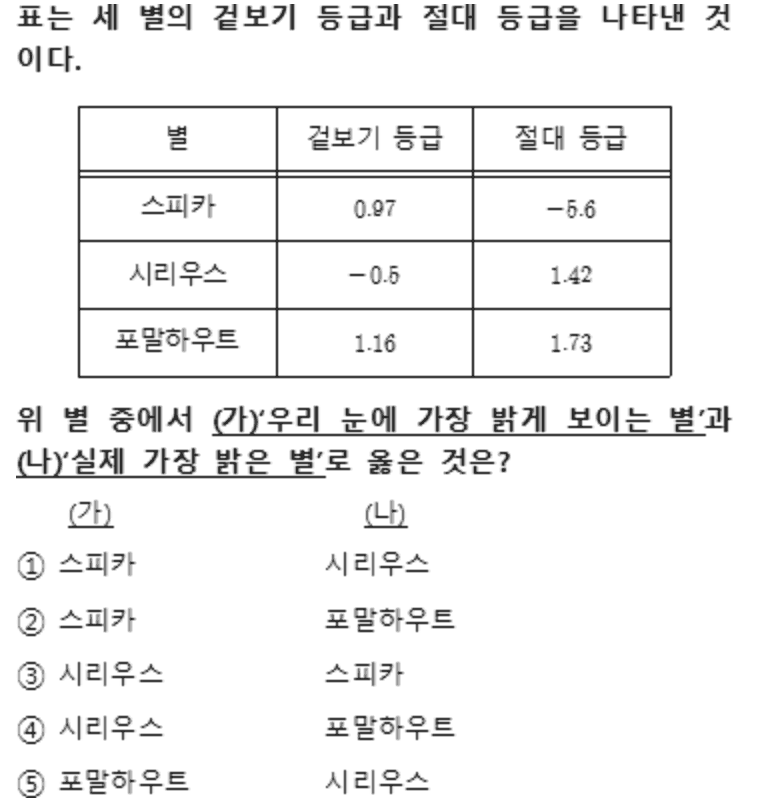 표는 세 별의 겉보기 등급과 절대 등급을 나타낸 것
이다.
별 겉보기 등급 절대 등급
스피카 0.97 −5.6
시리우스 −0.5 1.42
포말하우트 1.16 1.73
위 별 중에서 (가)‘우리 눈에 가장 밝게 보이는 별’과
(나)‘실제 가장 밝은 별’로 옳은 것은?
(가) (나)
① 스피카 시리우스
② 스피카 포말하우트
③ 시리우스 스피카
④ 시리우스 포말하우트
⑤ 포말하우트 시리우스